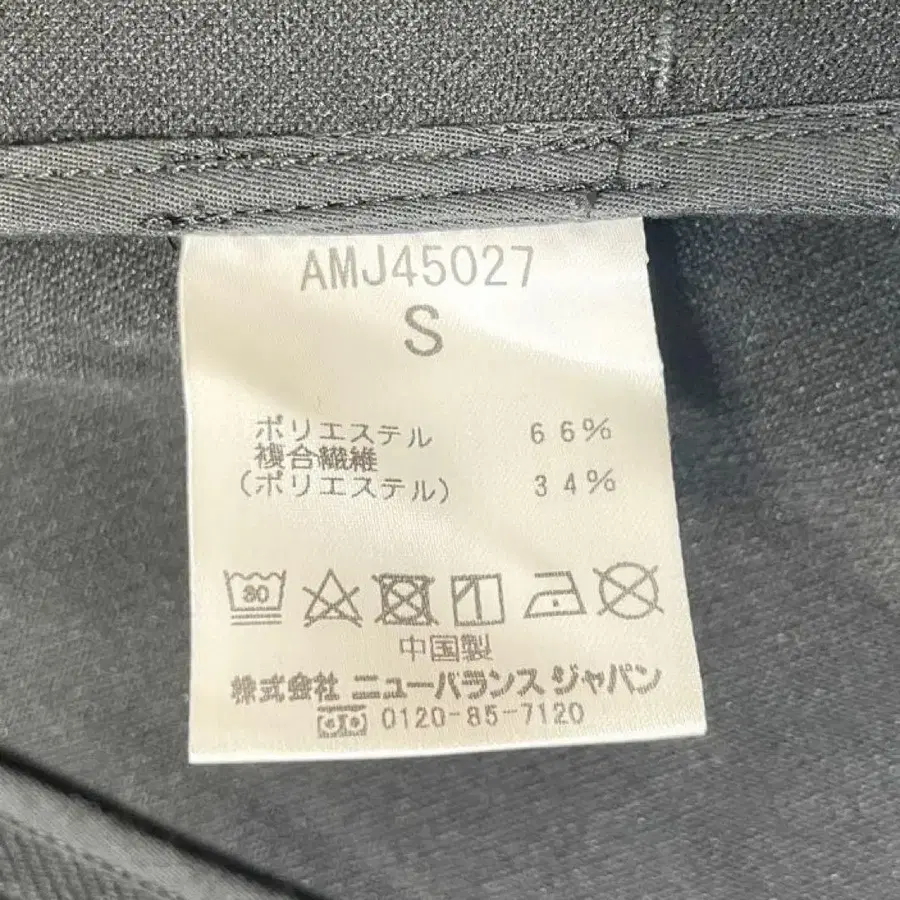 AMJ45027
S
ポリエステル 66%
複合繊維
(ポリエステル) 34%
30
中国製
株式会社 ニューバランス ジャパン
0120-85-7120